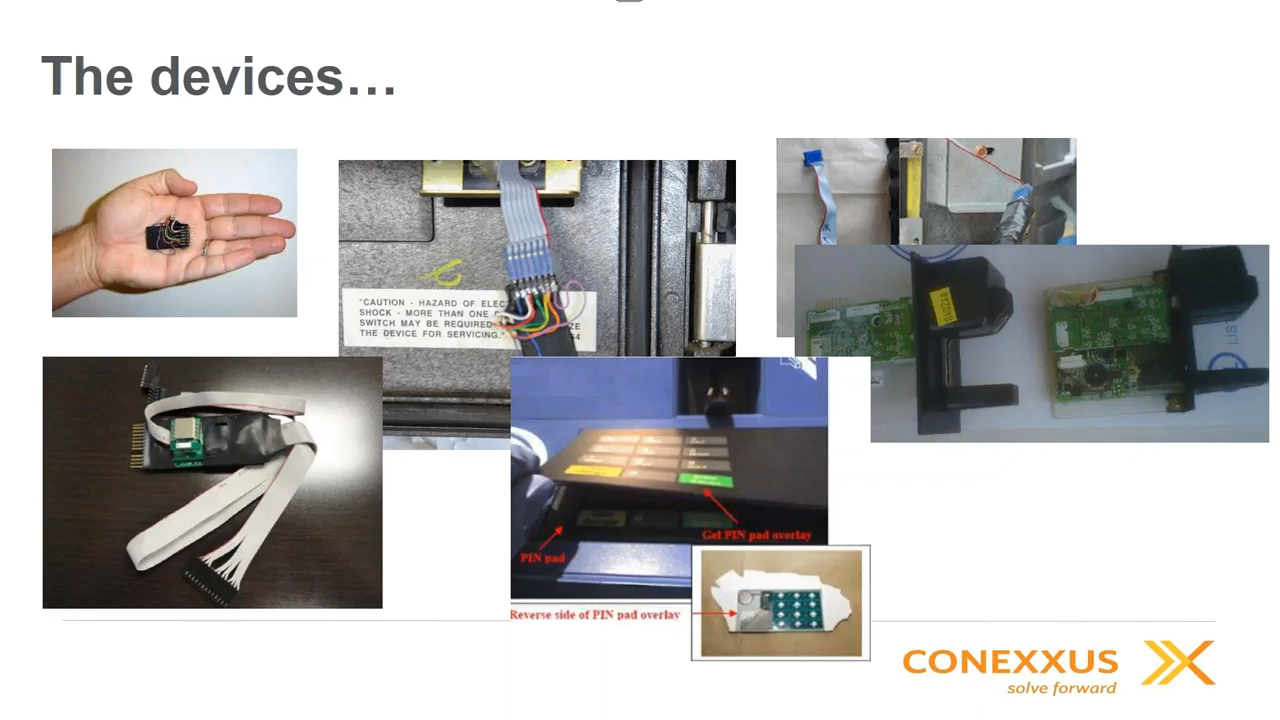 The devices…
"CAUTION - HAZARD OF ELEC
SHOCK - MORE THAN ONE
SWITCH MAY BE REQUIRED
THE DEVICE FOR SERVICING."
Gel PIN pad overlay
PIN pad
Reverse side of PIN pad overlay
CONEXXUS
solve forward